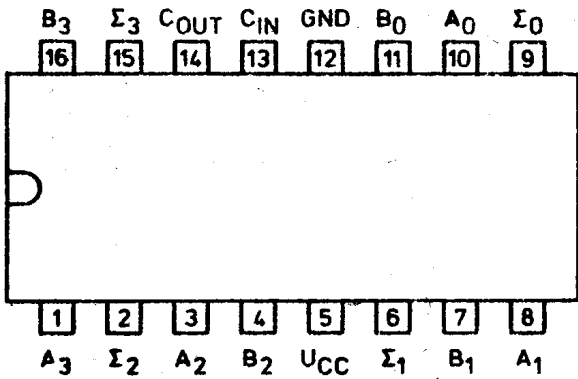 B3 Σ3 COUT CIN GND B0 A0 Σ0
16 15 14 13 12 11 10 9
1 2 3 4 5 6 7 8
A3 Σ2 A2 B2 UCC Σ1 B1 A1